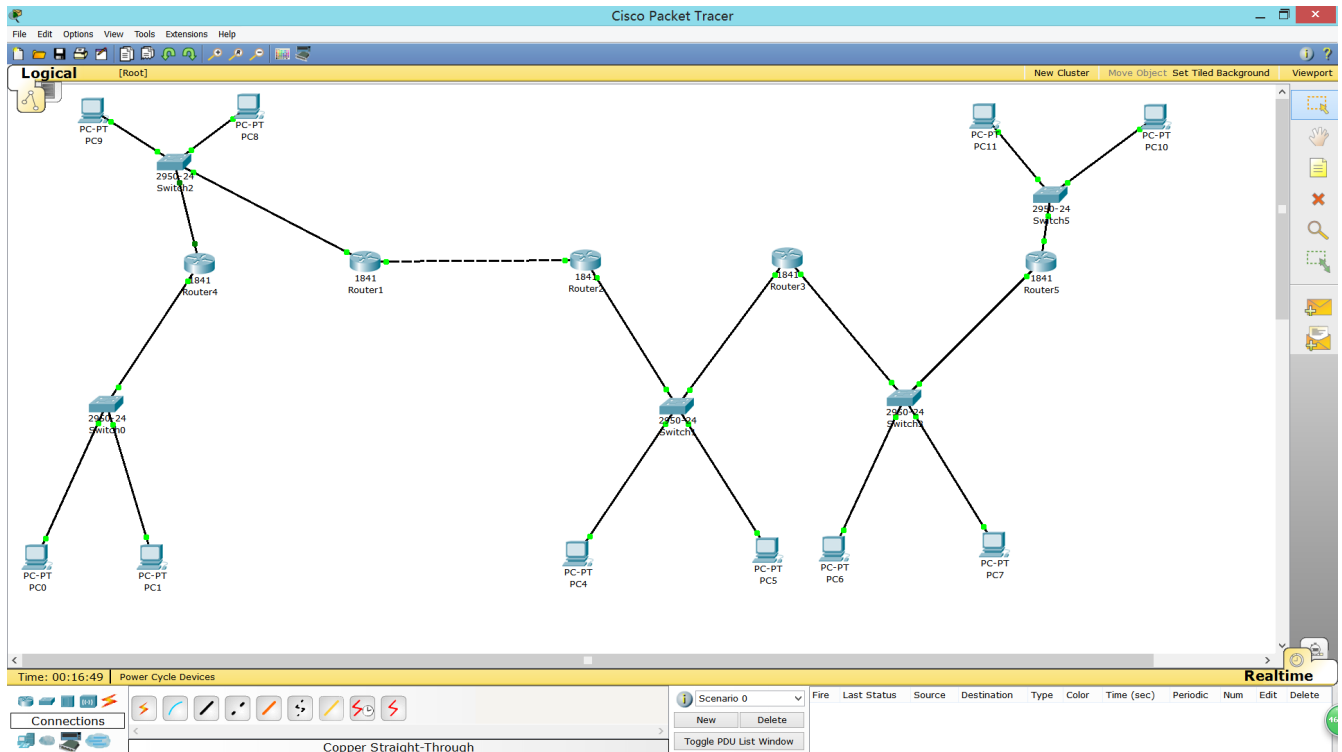 Cisco Packet Tracer
File Edit Options View Tools Extensions Help
Logical [Root] New Cluster Move Object Set Tiled Background Viewport
PC-PT
PC9
PC-PT
PC8
2950-24
Switch2
PC-PT
PC11
PC-PT
PC10
2950-24
Switch5
1841
Router4
1841
Router1
1841
Router2
1841
Router3
1841
Router5
2950-24
Switch0
2950-24
Switch1
2950-24
PC-PT
PC0
PC-PT
PC1
PC-PT
PC4
PC-PT
PC5
PC-PT
PC6
PC-PT
PC7
Time: 00:16:49 Power Cycle Devices Realtime
Connections
Copper Straight-Through
Scenario 0
New Delete
Toggle PDU List Window
Fire Last Status Source Destination Type Color Time (sec) Periodic Num Edit Delete